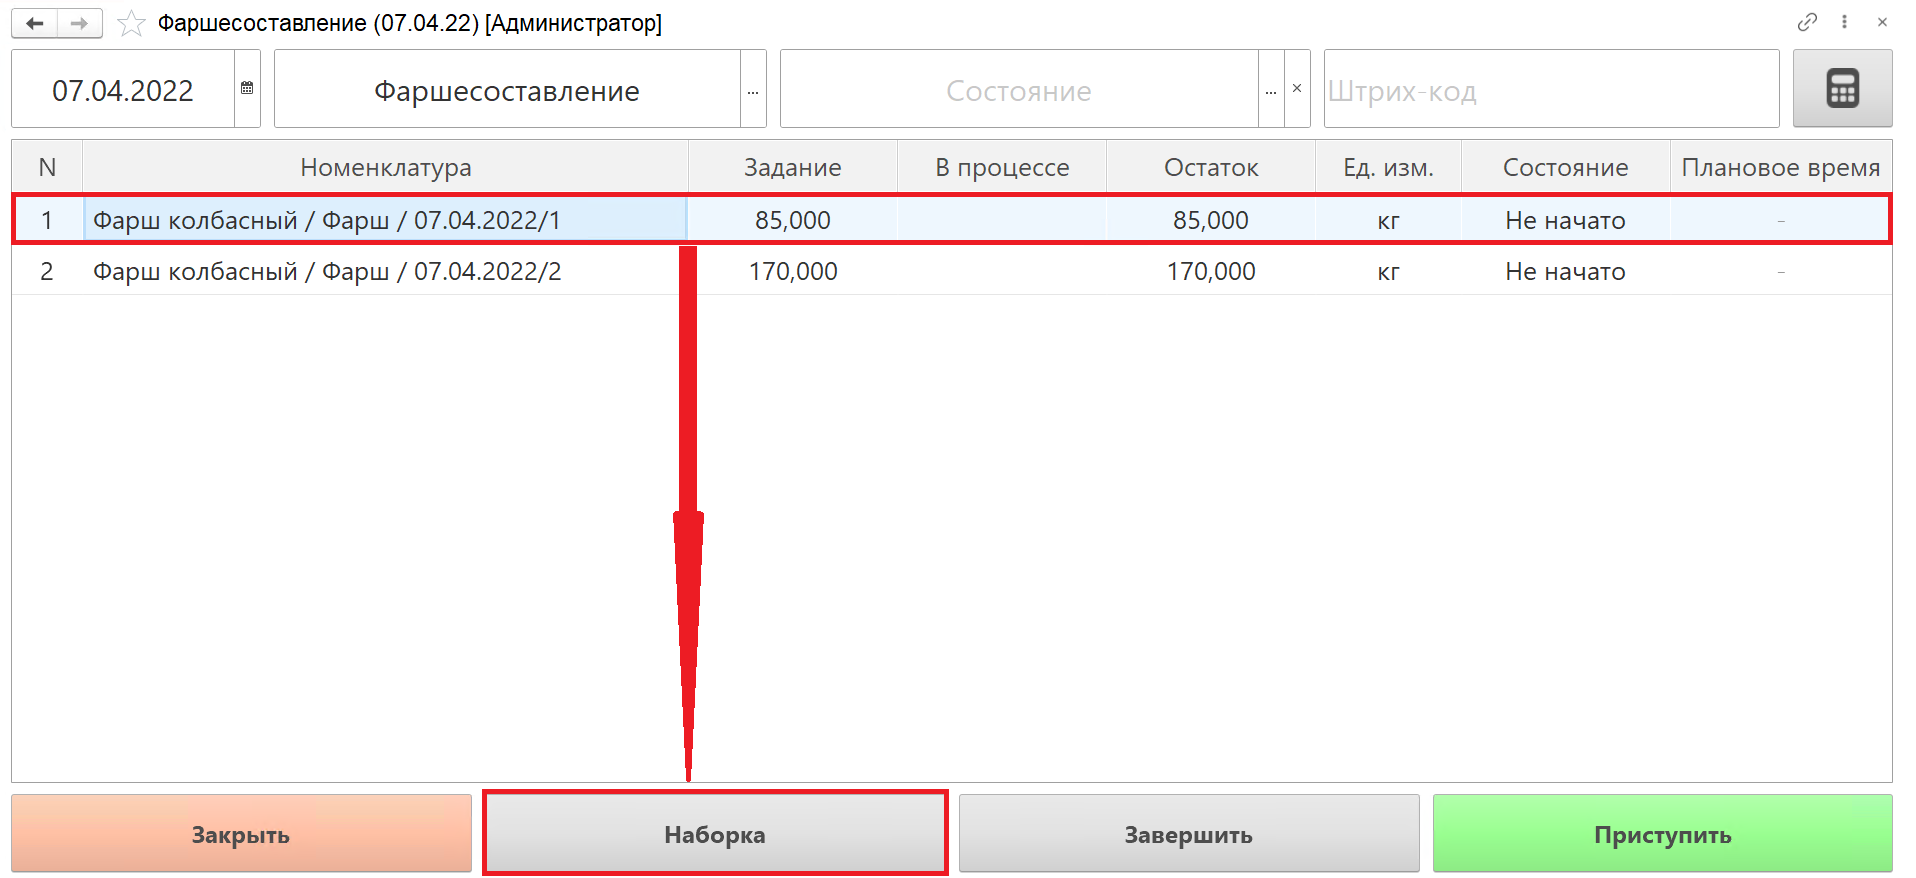 Фаршесоставление (07.04.22) [Администратор]
07.04.2022 Фаршесоставление ... Состояние ... × Штрих-код
N Номенклатура Задание В процессе Остаток Ед. изм. Состояние Плановое время
1 Фарш колбасный / Фарш / 07.04.2022/1 85,000 85,000 кг Не начато -
2 Фарш колбасный / Фарш / 07.04.2022/2 170,000 170,000 кг Не начато -
Закрыть Наборка Завершить Приступить